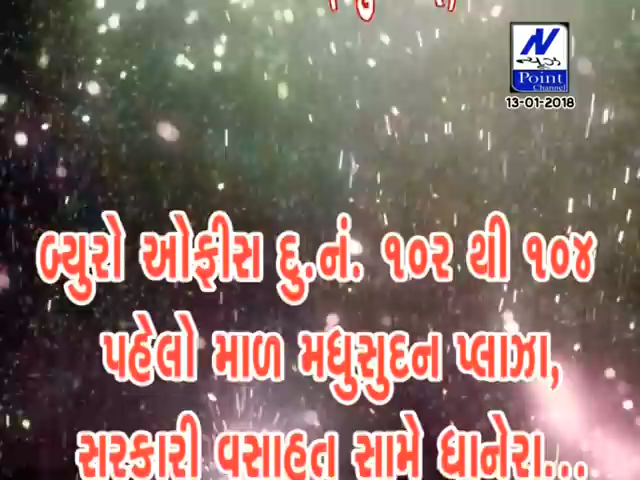 ન્યુઝ
Point
Channel
13-01-2018
બ્યુરો ઓફીસ દુ.નં. ૧૦૨ થી ૧૦૪
પહેલો માળ મધુસુદન પ્લાઝા,
સરકારી વસાહત સામે ધાનેરા...